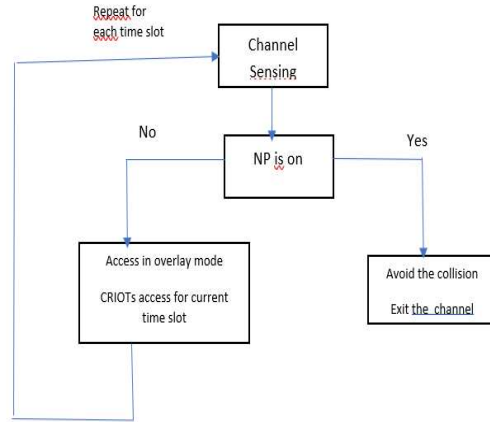 Repeat for
each time slot
Channel
Sensing
No
Yes
NP is on
Access in overlay mode
CRIOTs access for current
time slot
Avoid the collision
Exit the channel